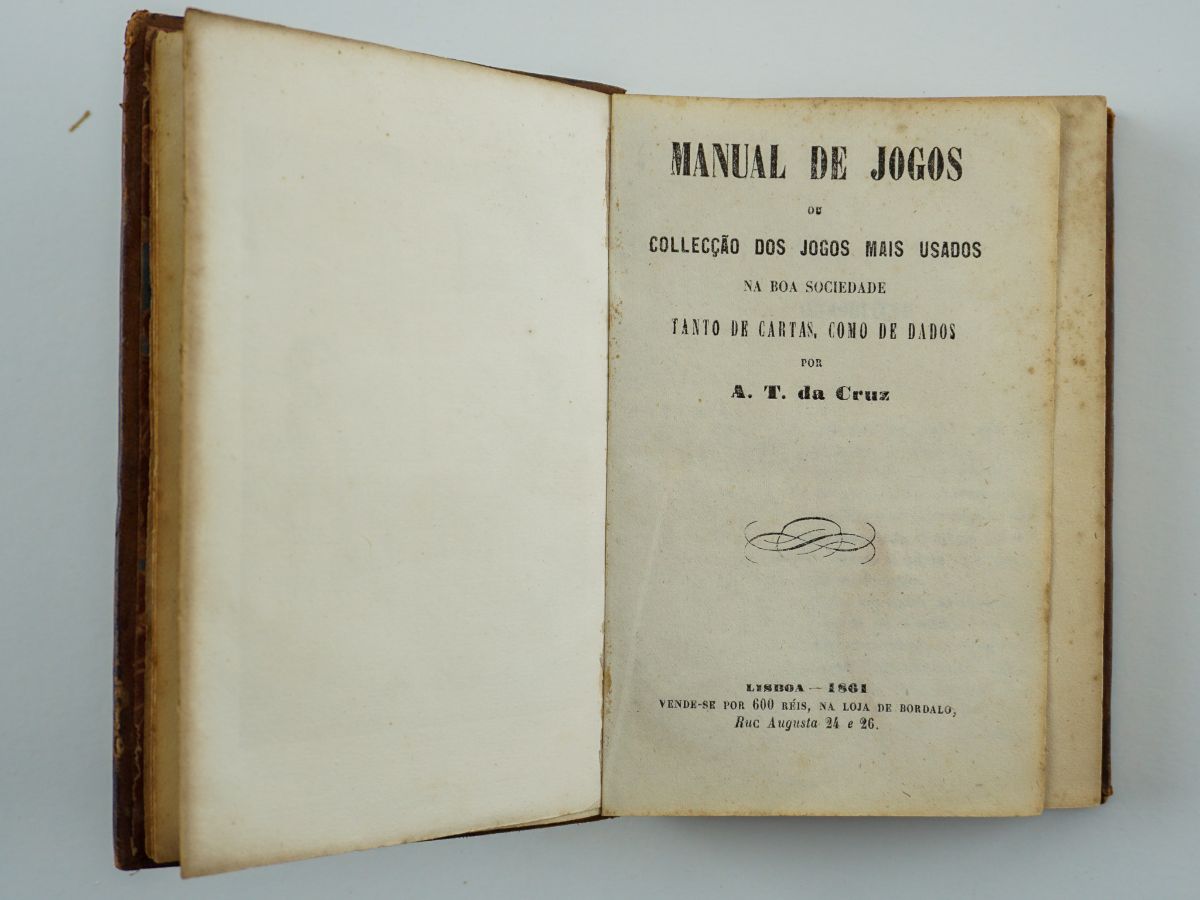 MANUAL DE JOGOS
OU
COLLECÇÃO DOS JOGOS MAIS USADOS
NA BOA SOCIEDADE
TANTO DE CARTAS, COMO DE DADOS
POR
A. T. da Cruz
LISBOA — 1861
VENDE-SE POR 600 RÉIS, NA LOJA DE BORDALO,
Rua Augusta 24 e 26.